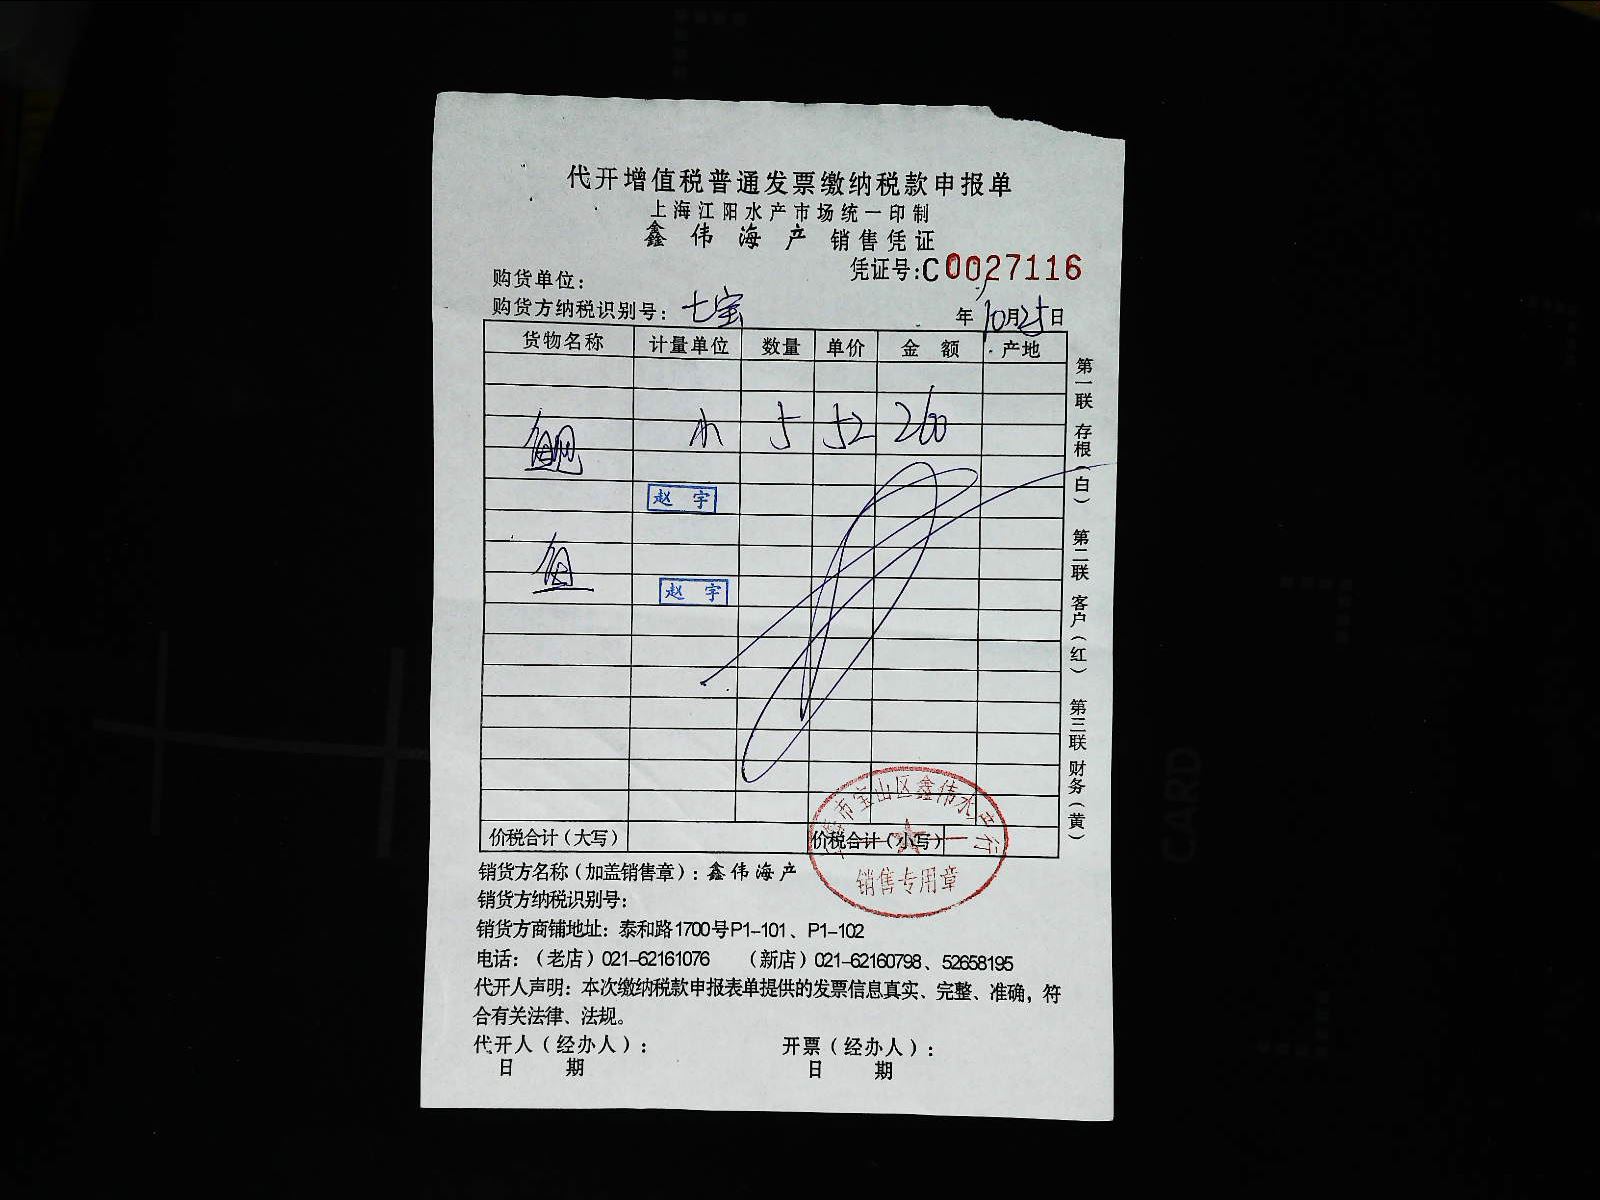 代开增值税普通发票缴纳税款申报单
上海江阳水产市场统一印制
鑫伟海产 销售凭证
凭证号:C0027116
购货单位:
购货方纳税识别号: 七宝 年 10月25日
货物名称 计量单位 数量 单价 金额 产地
5 52 260
赵 宇
赵 宇
价税合计(大写) 价税合计(小写)
第一联 存根(白) 第二联 客户(红) 第三联 财务(黄)
市宝山区鑫伟水产行
销售专用章
销货方名称(加盖销售章):鑫伟海产
销货方纳税识别号:
销货方商铺地址:泰和路1700号P1-101、P1-102
电话:(老店)021-62161076 (新店)021-62160798、52658195
代开人声明:本次缴纳税款申报表单提供的发票信息真实、完整、准确,符
合有关法律、法规。
代开人(经办人): 开票(经办人):
日 期 日 期
CARD